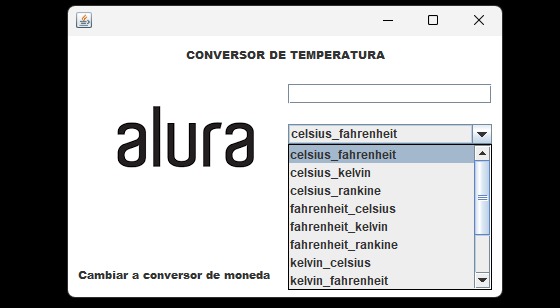 CONVERSOR DE TEMPERATURA
alura
celsius_fahrenheit
celsius_fahrenheit
celsius_kelvin
celsius_rankine
fahrenheit_celsius
fahrenheit_kelvin
fahrenheit_rankine
kelvin_celsius
kelvin_fahrenheit
Cambiar a conversor de moneda